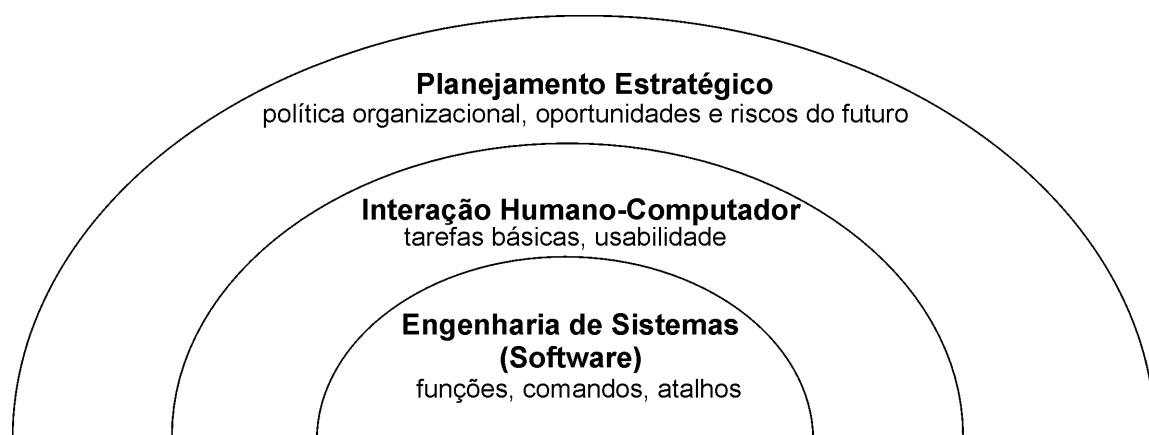 Planejamento Estratégico
política organizacional, oportunidades e riscos do futuro
Interação Humano-Computador
tarefas básicas, usabilidade
Engenharia de Sistemas
(Software)
funções, comandos, atalhos